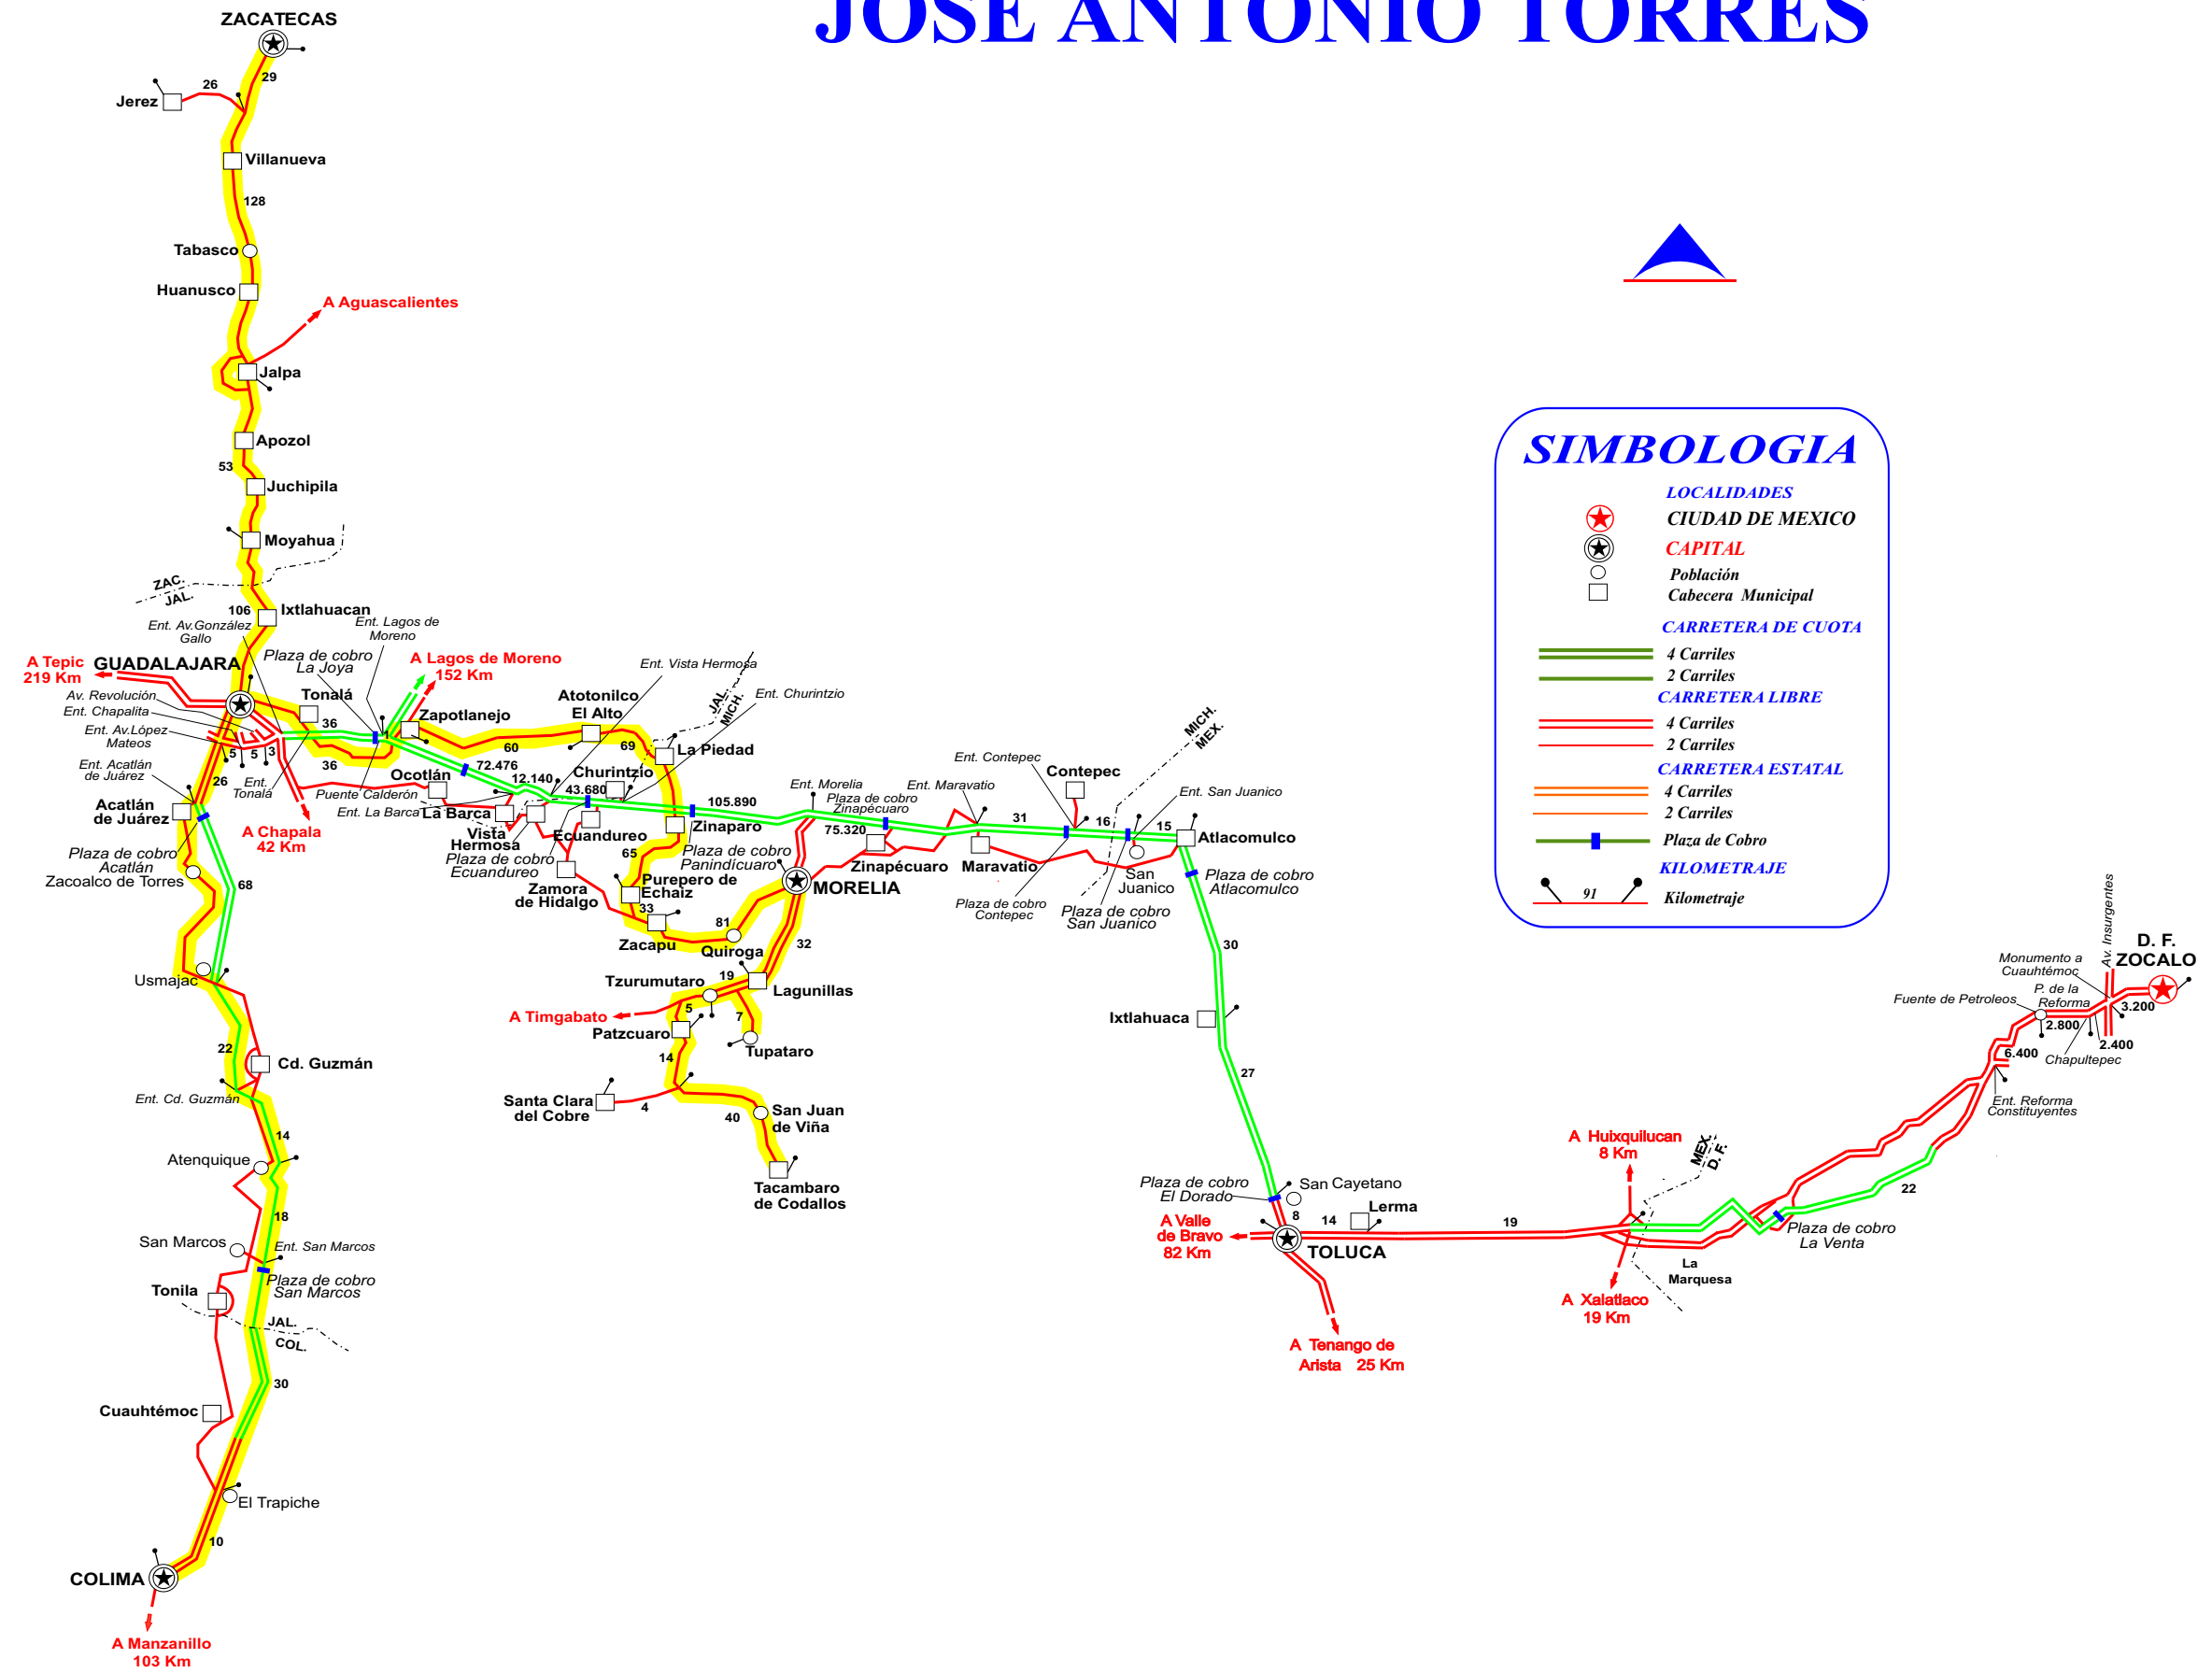 JOSE ANTONIO TORRES
ZACATECAS
29
26
Jerez
Villanueva
128
Tabasco
Huanusco
A Aguascalientes
Jalpa
Apozol
53
Juchipila
Moyahua
ZAC.
JAL.
106
Ixtlahuacan
Ent. Av.González
Gallo
Ent. Lagos de
Moreno
A Tepic
219 Km
GUADALAJARA
Plaza de cobro
La Joya
A Lagos de Moreno
152 Km
Av. Revolución
Ent. Chapalita
Ent. Av.López
Mateos
Tonalá
36
1
Zapotlanejo
5
5
3
36
26
Ent.
Tonalá
Ent. Acatlán
de Juárez
Acatlán
de Juárez
A Chapala
42 Km
Puente Calderón
Ocotlán
Ent. La Barca
La Barca
60
72.476
12.140
Atotonilco
El Alto
69
Ent. Vista Hermosa
JAL.
MICH.
Ent. Churintzio
La Piedad
Churintzio
43.680
105.890
Vista
Hermosa
Ecuandureo
Plaza de cobro
Ecuandureo
Zinaparo
Plaza de cobro
Panindícuaro
65
Zamora
de Hidalgo
Purepero de
Echaiz
33
Zacapu
81
Quiroga
MORELIA
Ent. Morelia
Plaza de cobro
Zinapécuaro
75.320
Zinapécuaro
Ent. Maravatio
Maravatio
31
Ent. Contepec
Contepec
Plaza de cobro
Contepec
16
MICH.
MEX.
Ent. San Juanico
15
San
Juanico
Plaza de cobro
San Juanico
Atlacomulco
Plaza de cobro
Atlacomulco
30
Ixtlahuaca
27
Plaza de cobro
El Dorado
San Cayetano
8
14
Lerma
19
A Valle
de Bravo
82 Km
TOLUCA
A Tenango de
Arista 25 Km
A Huixquilucan
8 Km
MEX.
D. F.
La
Marquesa
A Xalatlaco
19 Km
Plaza de cobro
La Venta
22
Ent. Reforma
Constituyentes
6.400
Fuente de Petroleos
2.800
Chapultepec
2.400
P. de la
Reforma
Monumento a
Cuauhtémoc
Av. Insurgentes
3.200
D. F.
ZOCALO
32
19
Lagunillas
Tzurumutaro
A Timgabato
5
7
Patzcuaro
Tupataro
14
Santa Clara
del Cobre
4
40
San Juan
de Viña
Tacambaro
de Codallos
Plaza de cobro
Acatlán
Zacoalco de Torres
68
Usmajac
22
Cd. Guzmán
Ent. Cd. Guzmán
14
Atenquique
18
San Marcos
Ent. San Marcos
Plaza de cobro
San Marcos
Tonila
JAL.
COL.
30
Cuauhtémoc
El Trapiche
10
COLIMA
A Manzanillo
103 Km
SIMBOLOGIA
LOCALIDADES
CIUDAD DE MEXICO
CAPITAL
Población
Cabecera Municipal
CARRETERA DE CUOTA
4 Carriles
2 Carriles
CARRETERA LIBRE
4 Carriles
2 Carriles
CARRETERA ESTATAL
4 Carriles
2 Carriles
Plaza de Cobro
KILOMETRAJE
91
Kilometraje